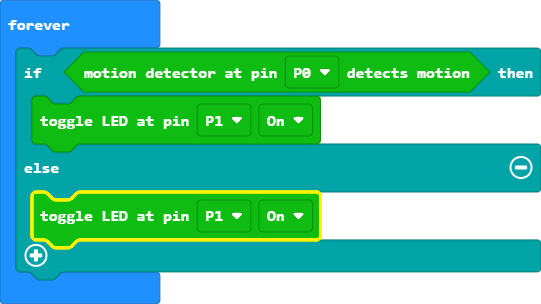 forever
if motion detector at pin P0 detects motion then
toggle LED at pin P1 On
else
toggle LED at pin P1 On